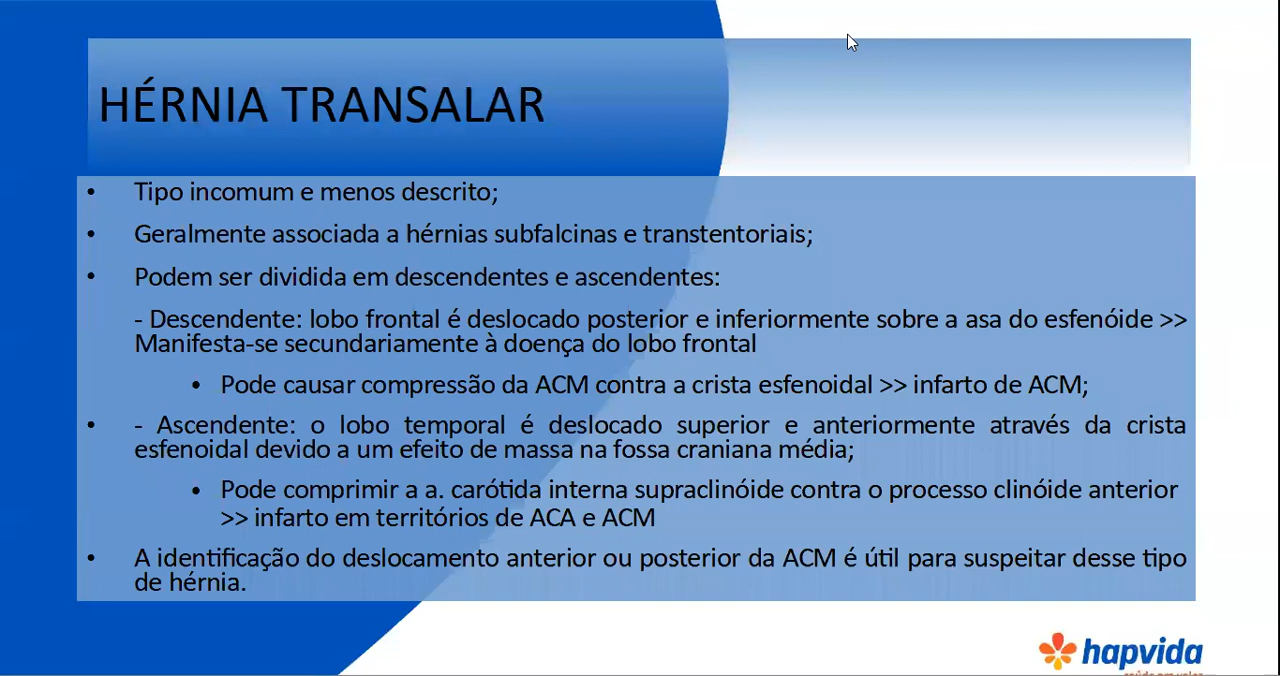 HÉRNIA TRANSALAR
• Tipo incomum e menos descrito;
• Geralmente associada a hérnias subfalcinas e transtentoriais;
• Podem ser dividida em descendentes e ascendentes:
- Descendente: lobo frontal é deslocado posterior e inferiormente sobre a asa do esfenóide >>
Manifesta-se secundariamente à doença do lobo frontal
• Pode causar compressão da ACM contra a crista esfenoidal >> infarto de ACM;
• - Ascendente: o lobo temporal é deslocado superior e anteriormente através da crista
esfenoidal devido a um efeito de massa na fossa craniana média;
• Pode comprimir a a. carótida interna supraclinóide contra o processo clinóide anterior
>> infarto em territórios de ACA e ACM
• A identificação do deslocamento anterior ou posterior da ACM é útil para suspeitar desse tipo
de hérnia.
hapvida